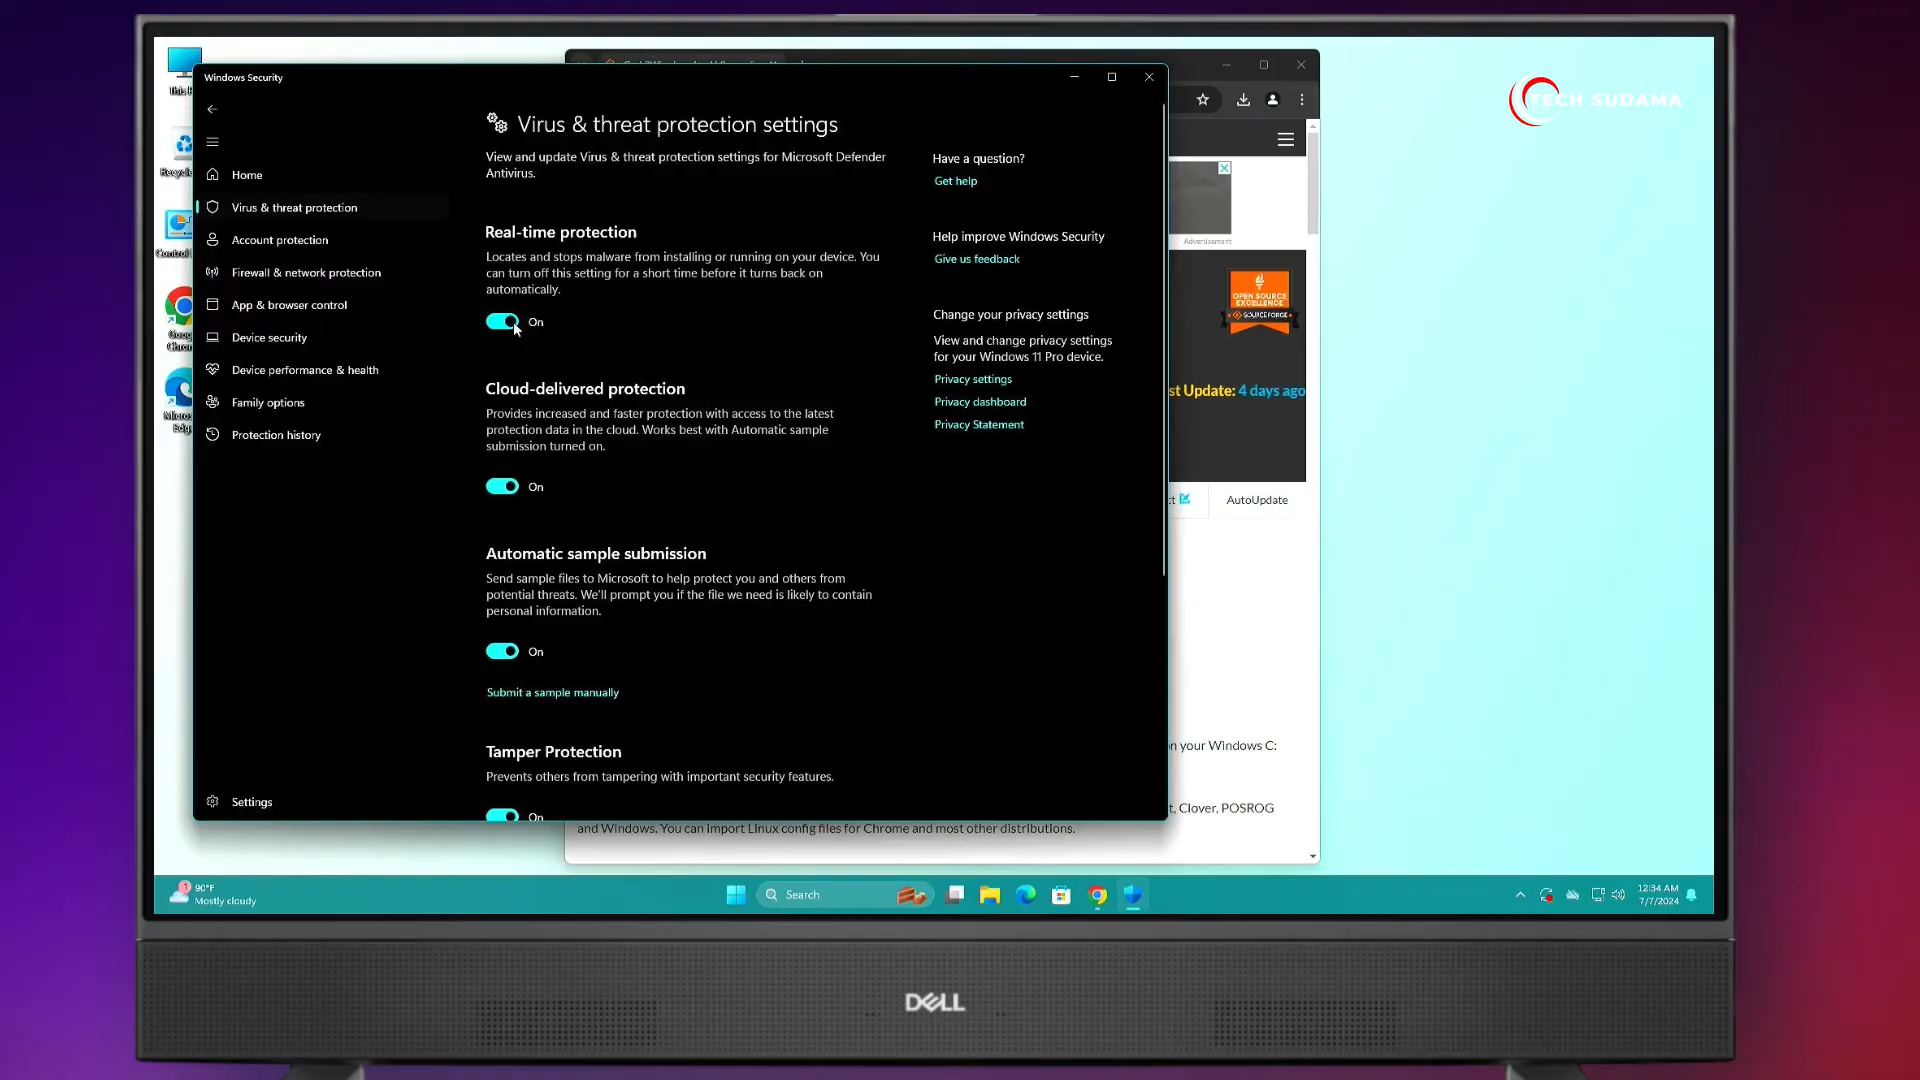 Windows Security
Home
Virus & threat protection
Account protection
Firewall & network protection
App & browser control
Device security
Device performance & health
Family options
Protection history
Settings
Virus & threat protection settings
View and update Virus & threat protection settings for Microsoft Defender
Antivirus.
Real-time protection
Locates and stops malware from installing or running on your device. You
can turn off this setting for a short time before it turns back on
automatically.
On
Cloud-delivered protection
Provides increased and faster protection with access to the latest
protection data in the cloud. Works best with Automatic sample
submission turned on.
On
Automatic sample submission
Send sample files to Microsoft to help protect you and others from
potential threats. We'll prompt you if the file we need is likely to contain
personal information.
On
Submit a sample manually
Tamper Protection
Prevents others from tampering with important security features.
On
Have a question?
Get help
Help improve Windows Security
Give us feedback
Change your privacy settings
View and change privacy settings
for your Windows 11 Pro device.
Privacy settings
Privacy dashboard
Privacy Statement
Advertisement
OPEN SOURCE
EXCELLENCE
SOURCEFORGE
st Update: 4 days ago
AutoUpdate
n your Windows C:
t, Clover, POSROG
and Windows. You can import Linux config files for Chrome and most other distributions.
TECH SUDAMA
1
90°F
Mostly cloudy
Search
12:34 AM
7/7/2024
DELL